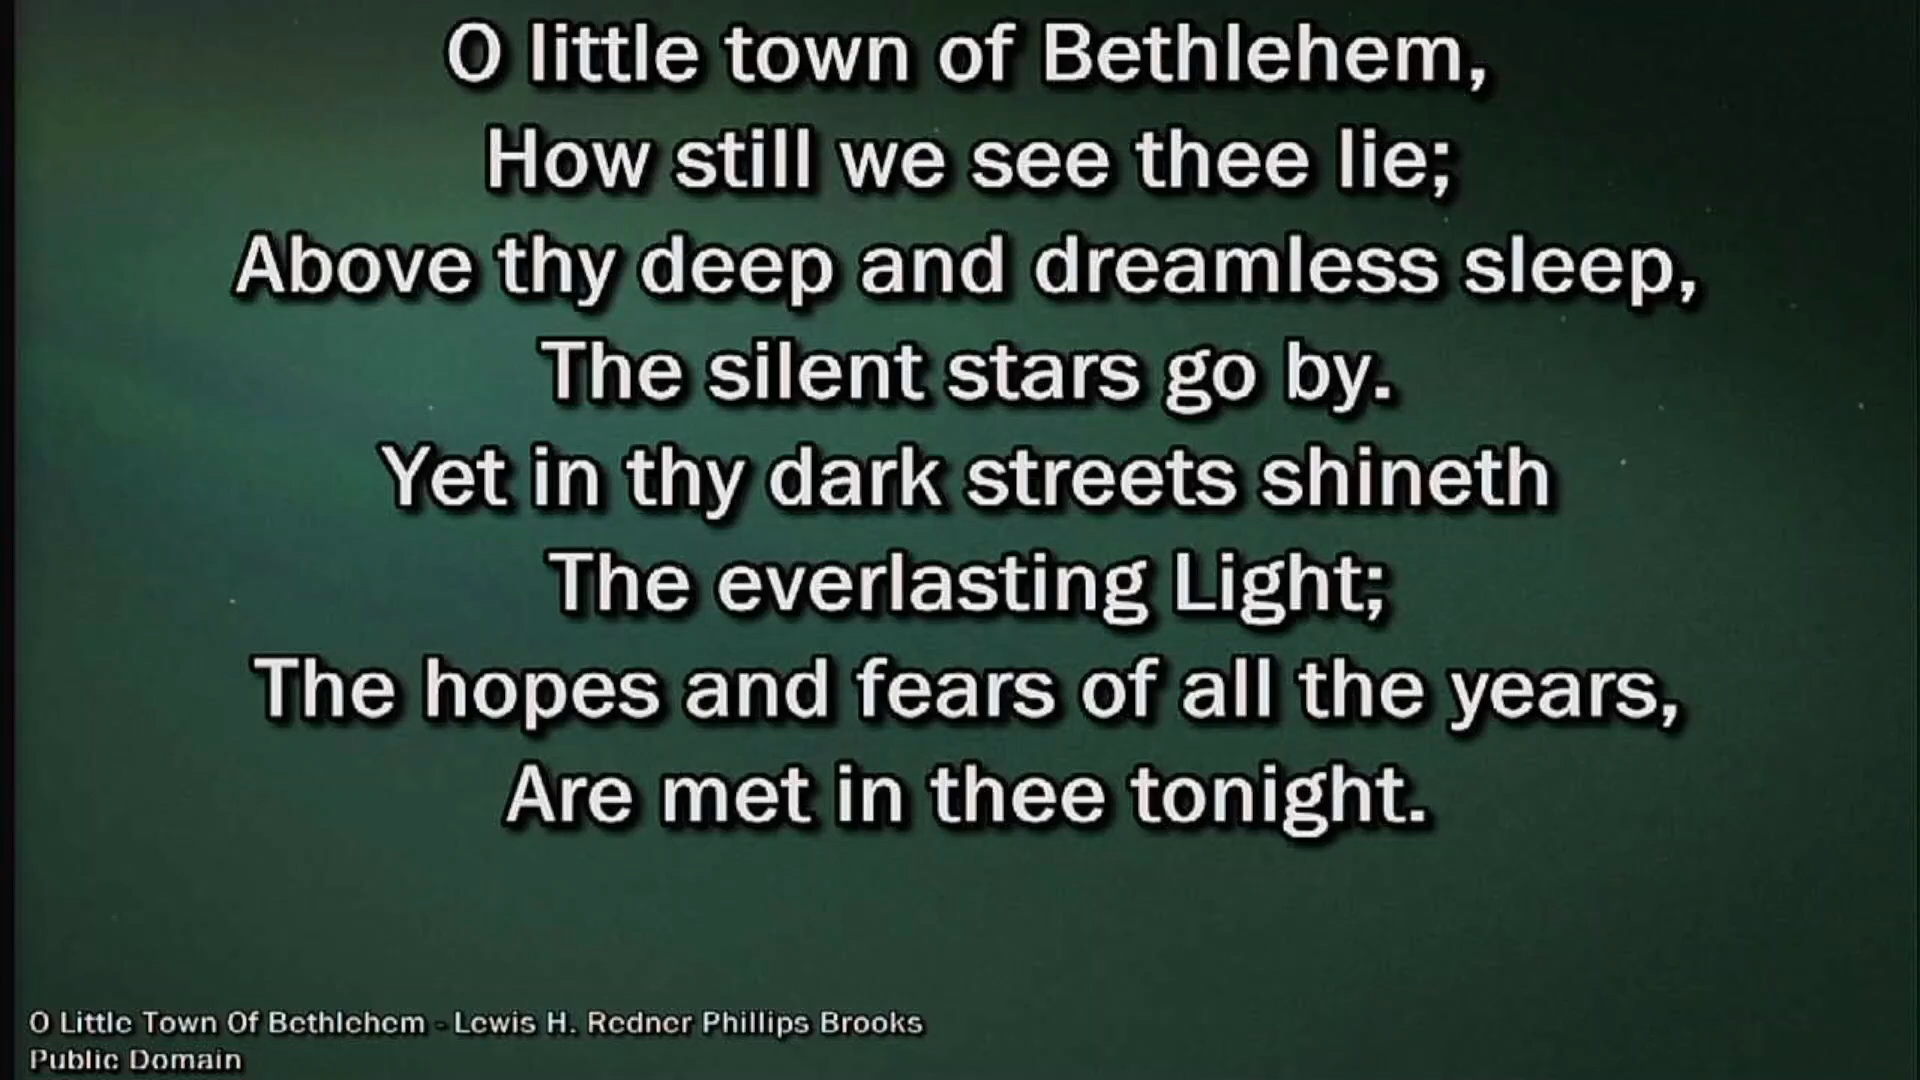 O little town of Bethlehem,
How still we see thee lie;
Above thy deep and dreamless sleep,
The silent stars go by.
Yet in thy dark streets shineth
The everlasting Light;
The hopes and fears of all the years,
Are met in thee tonight.
O Little Town Of Bethlehem - Lewis H. Redner Phillips Brooks
Public Domain